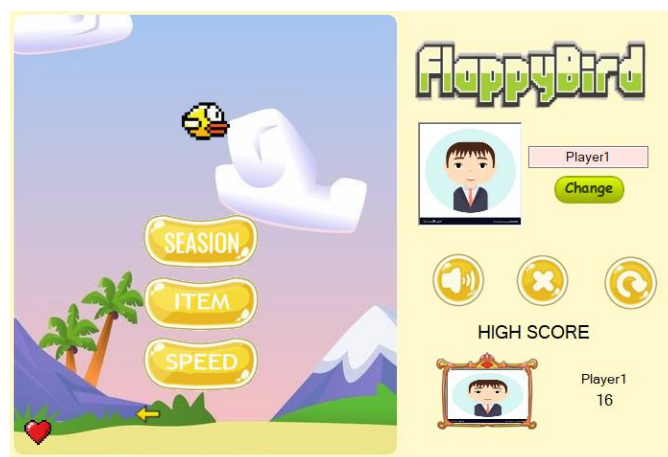 SEASION
ITEM
SPEED
FlappyBird
Player1
Change
HIGH SCORE
Player1
16